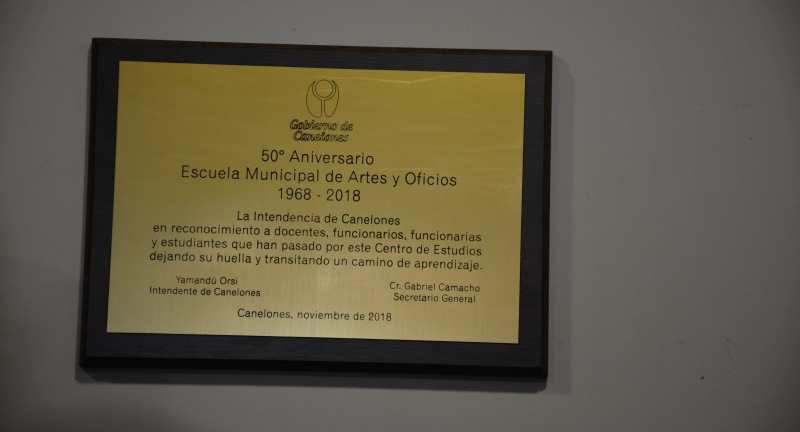 Gobierno de
Canelones
50° Aniversario
Escuela Municipal de Artes y Oficios
1968 - 2018
La Intendencia de Canelones
en reconocimiento a docentes, funcionarios, funcionarias
y estudiantes que han pasado por este Centro de Estudios
dejando su huella y transitando un camino de aprendizaje.
Yamandú Orsi
Intendente de Canelones
Cr. Gabriel Camacho
Secretario General
Canelones, noviembre de 2018